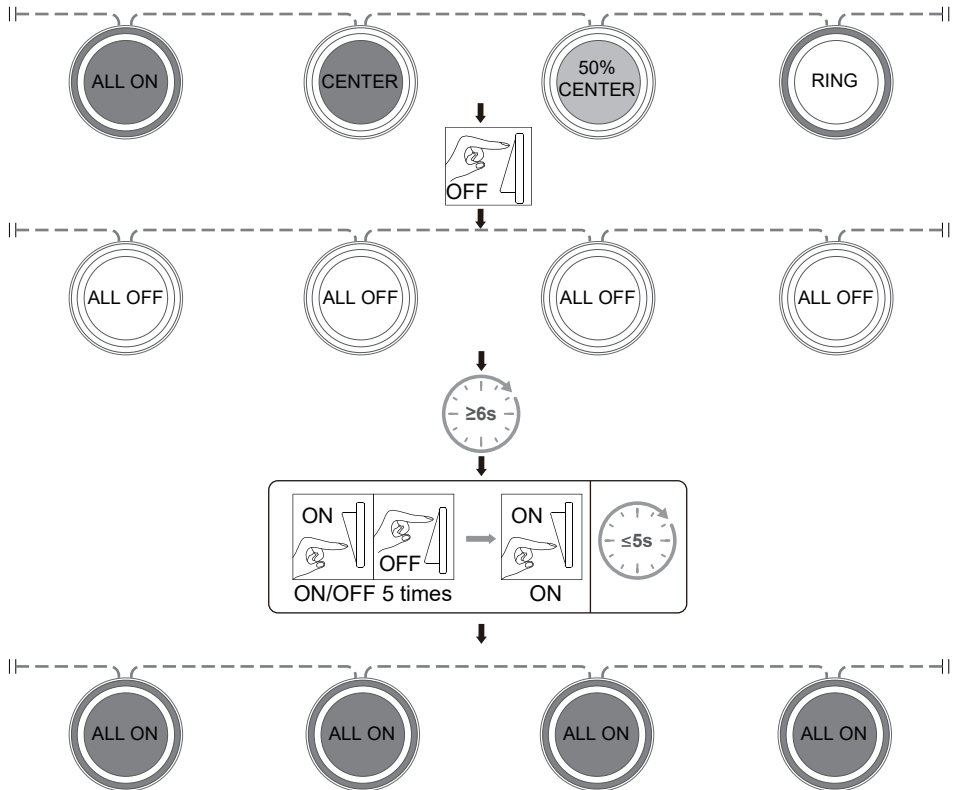 ALL ON
CENTER
50%
CENTER
RING
OFF
ALL OFF
ALL OFF
ALL OFF
ALL OFF
≥6s
ON
OFF
ON
≤5s
ON/OFF 5 times
ON
ALL ON
ALL ON
ALL ON
ALL ON